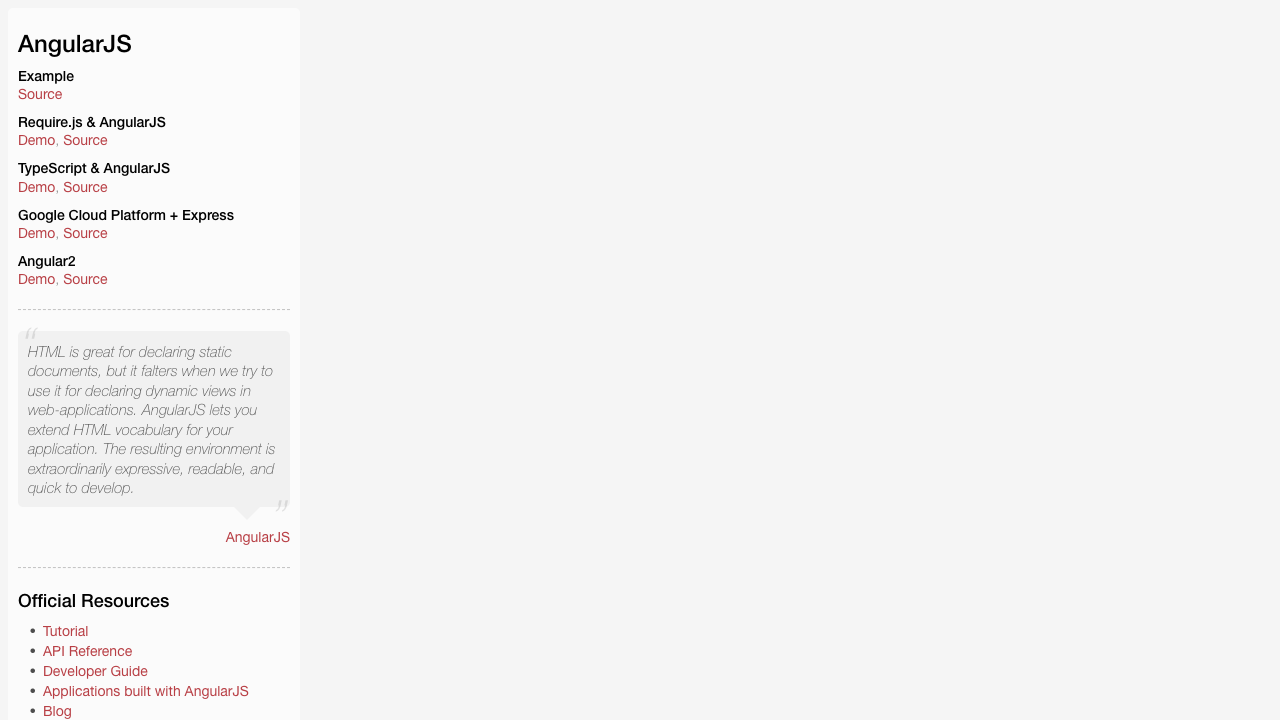 AngularJS
Example
Source
Require.js & AngularJS
Demo, Source
TypeScript & AngularJS
Demo, Source
Google Cloud Platform + Express
Demo, Source
Angular2
Demo, Source
“
HTML is great for declaring static
documents, but it falters when we try to
use it for declaring dynamic views in
web-applications. AngularJS lets you
extend HTML vocabulary for your
application. The resulting environment is
extraordinarily expressive, readable, and
quick to develop.
”
AngularJS
Official Resources
• Tutorial
• API Reference
• Developer Guide
• Applications built with AngularJS
• Blog